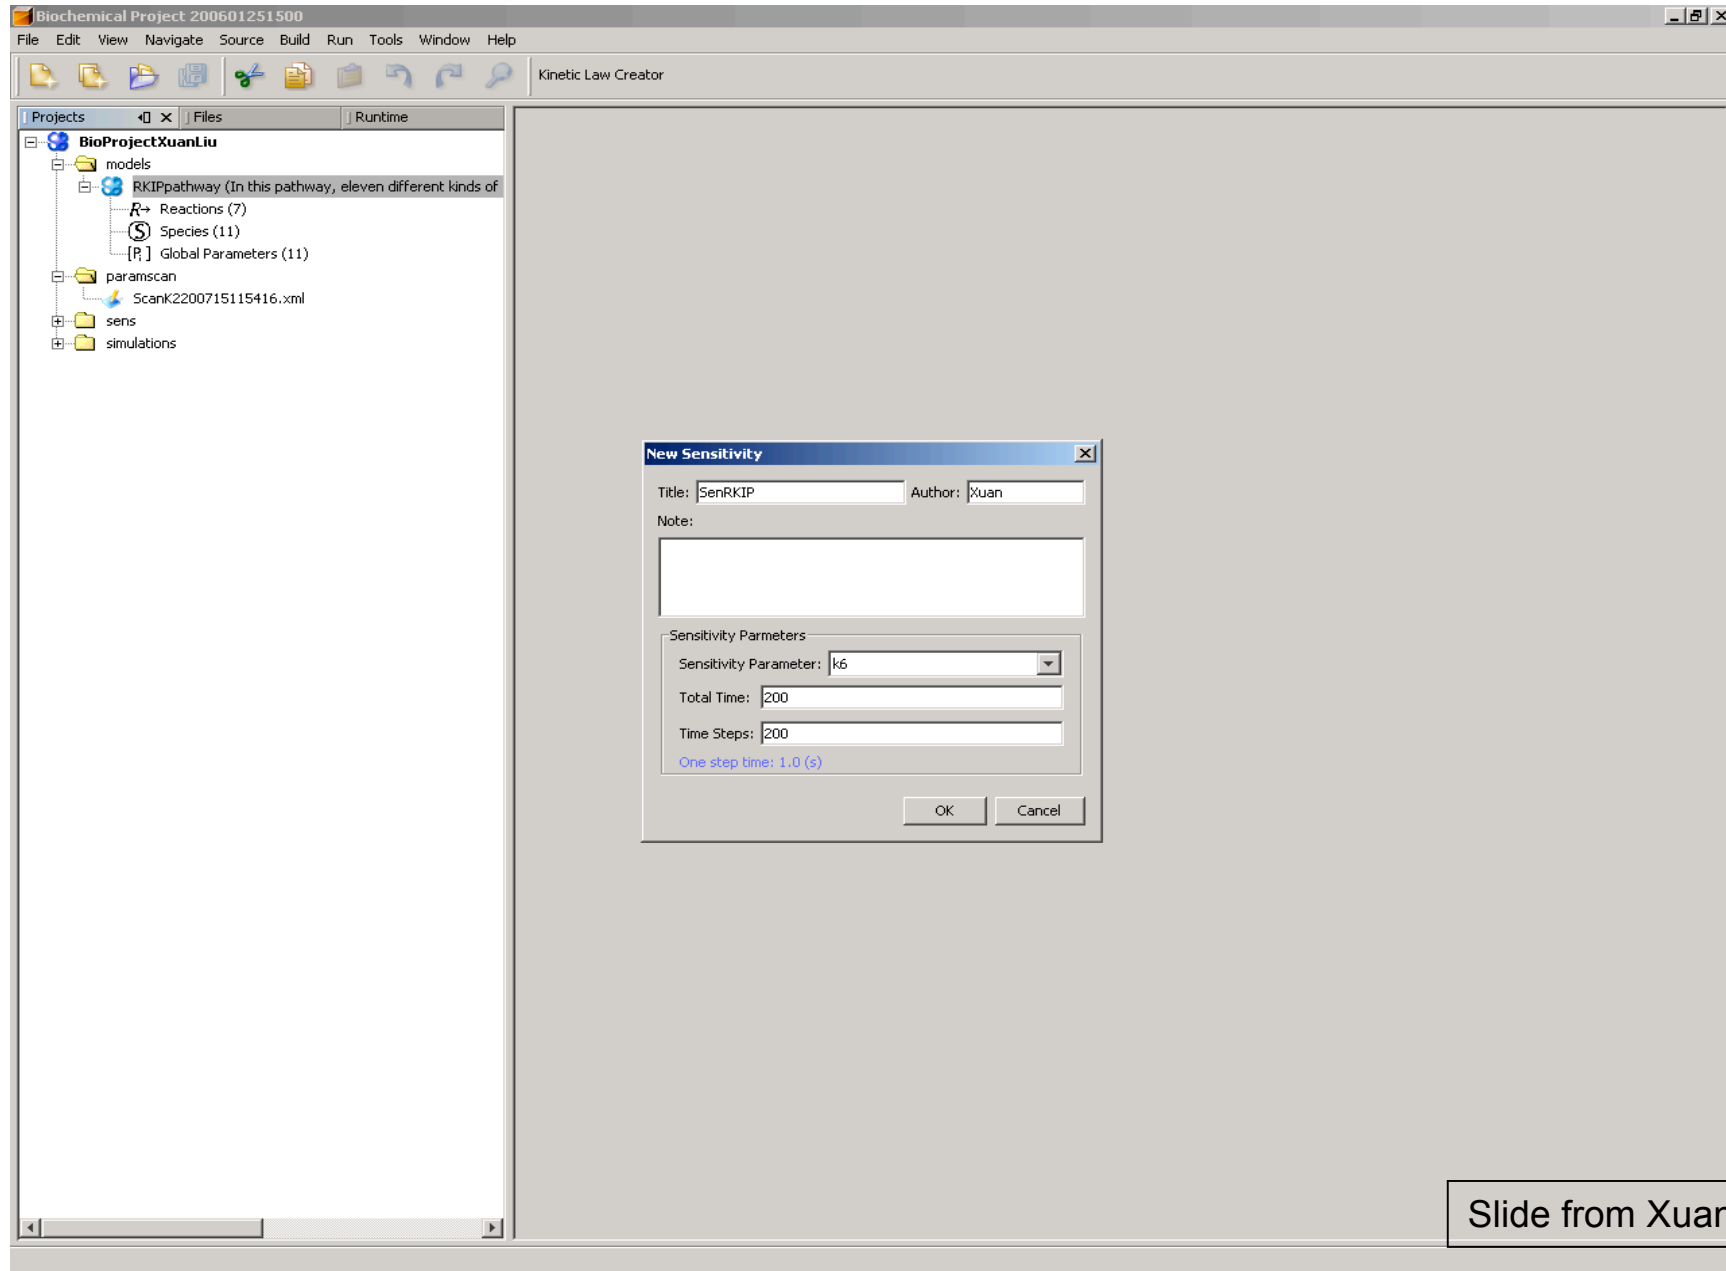 Biochemical Project 200601251500
File Edit View Navigate Source Build Run Tools Window Help
Kinetic Law Creator
Projects Files Runtime
BioProjectXuanLiu
models
RKIPpathway (In this pathway, eleven different kinds of
R→ Reactions (7)
S Species (11)
[P, ] Global Parameters (11)
paramscan
ScanK2200715115416.xml
sens
simulations
New Sensitivity
Title: SenRKIP Author: Xuan
Note:
Sensitivity Parmeters
Sensitivity Parameter: k6
Total Time: 200
Time Steps: 200
One step time: 1.0 (s)
OK Cancel
Slide from Xuan